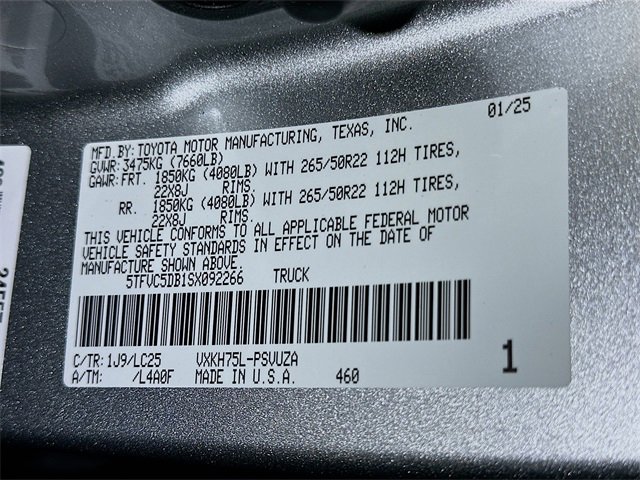 01/25
MFD.BY:TOYOTA MOTOR MANUFACTURING, TEXAS, INC.
GVWR:3475KG (7660LB)
GAWR:FRT. 1850KG (4080LB) WITH 265/50R22 112H TIRES,
22X8J RIMS.
RR. 1850KG (4080LB) WITH 265/50R22 112H TIRES,
22X8J RIMS.
THIS VEHICLE CONFORMS TO ALL APPLICABLE FEDERAL MOTOR
VEHICLE SAFETY STANDARDS IN EFFECT ON THE DATE OF
MANUFACTURE SHOWN ABOVE.
5TFVC5DB1SX092266 TRUCK
C/TR:1J9/LC25 VXKH75L-PSVUZA 1
A/TM: /L4A0F MADE IN U.S.A. 460